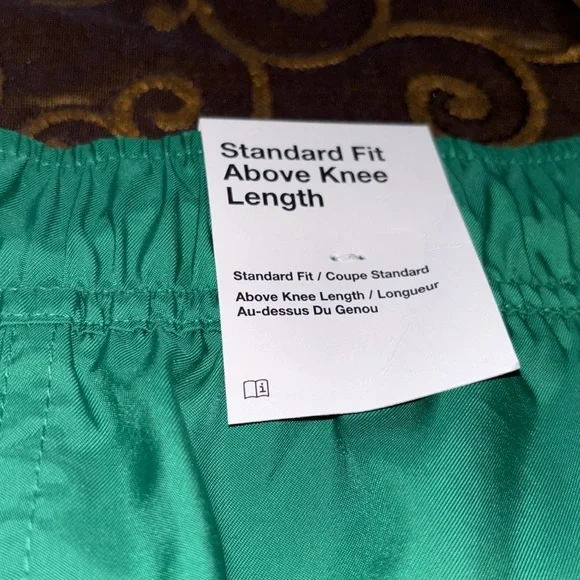 Standard Fit
Above Knee
Length
Standard Fit / Coupe Standard
Above Knee Length / Longueur
Au-dessus Du Genou
i